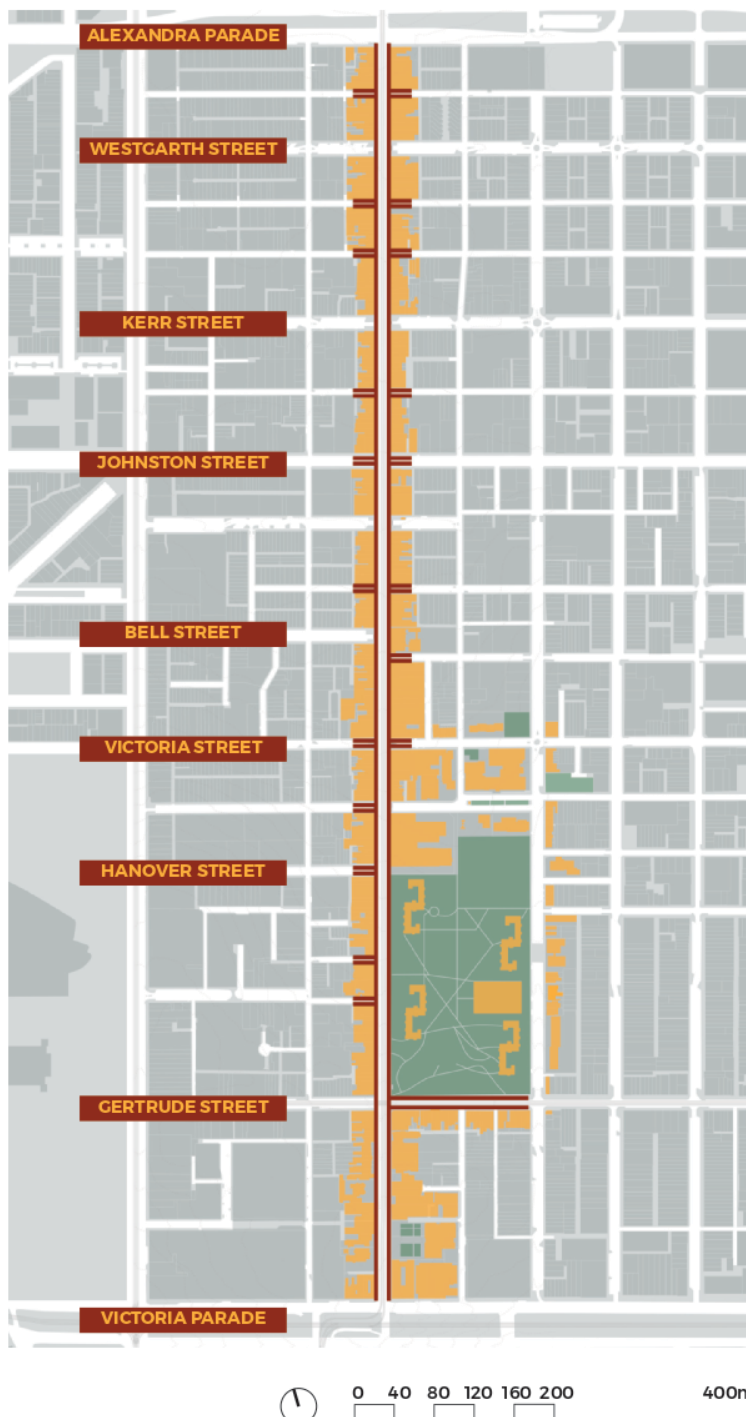 ALEXANDRA PARADE
WESTGARTH STREET
KERR STREET
JOHNSTON STREET
BELL STREET
VICTORIA STREET
HANOVER STREET
GERTRUDE STREET
VICTORIA PARADE
0 40 80 120 160 200 400m